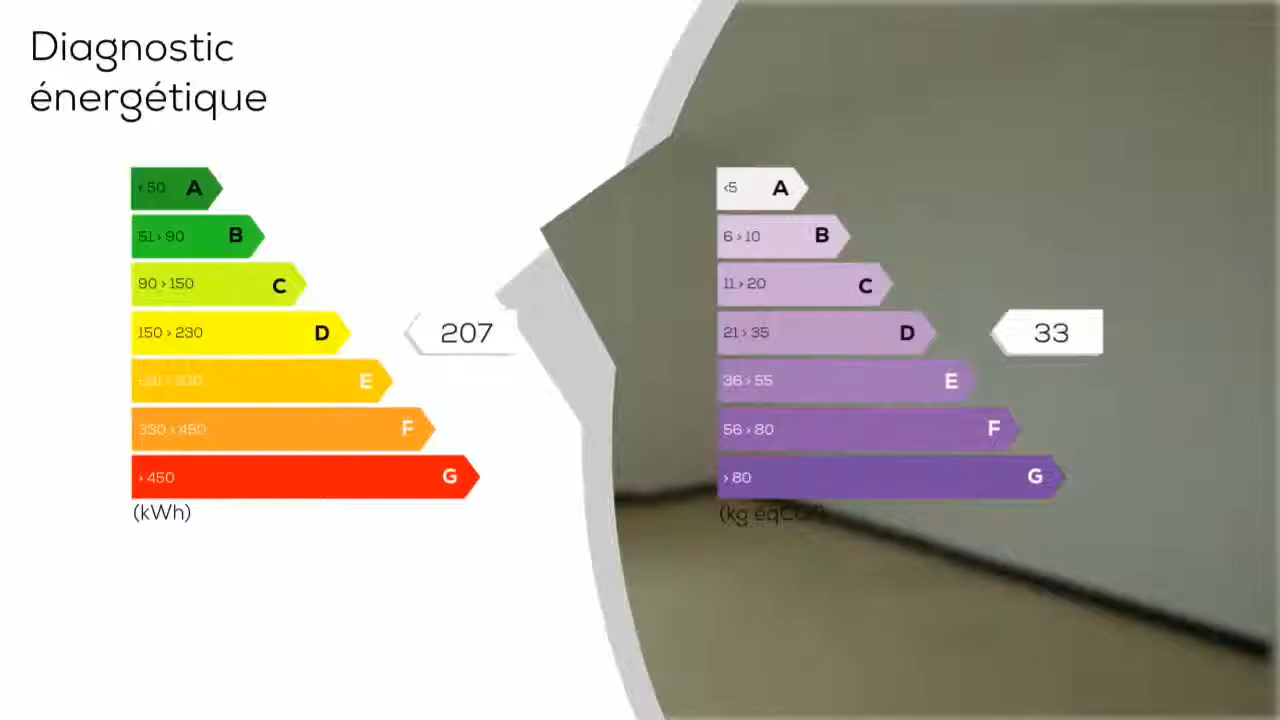 Diagnostic
énergétique
< 50 A
51 > 90 B
90 > 150 C
150 > 230 D
207
E
330 > 450 F
> 450 G
(kWh)
<5 A
6 > 10 B
11 > 20 C
21 > 35 D
33
36 > 55 E
56 > 80 F
> 80 G
(kg